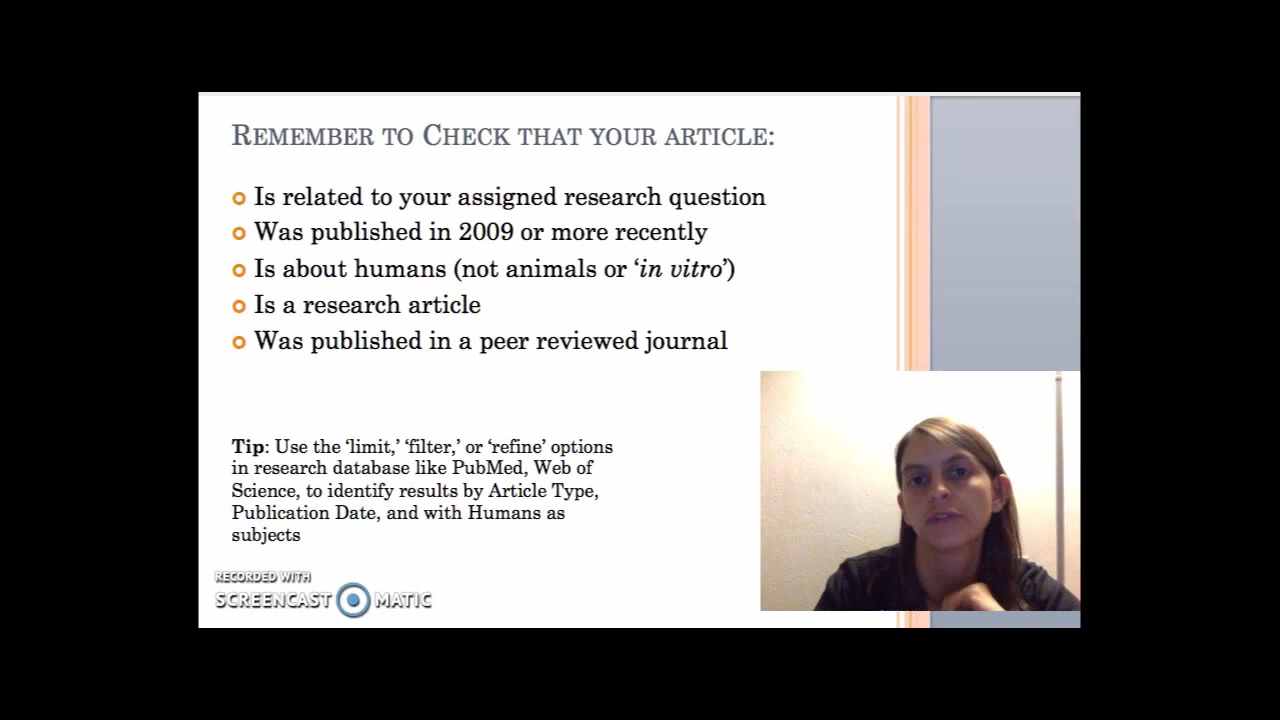 REMEMBER TO CHECK THAT YOUR ARTICLE:
Is related to your assigned research question
Was published in 2009 or more recently
Is about humans (not animals or ‘in vitro’)
Is a research article
Was published in a peer reviewed journal
Tip: Use the ‘limit,’ ‘filter,’ or ‘refine’ options
in research database like PubMed, Web of
Science, to identify results by Article Type,
Publication Date, and with Humans as
subjects
RECORDED WITH
SCREENCAST MATIC